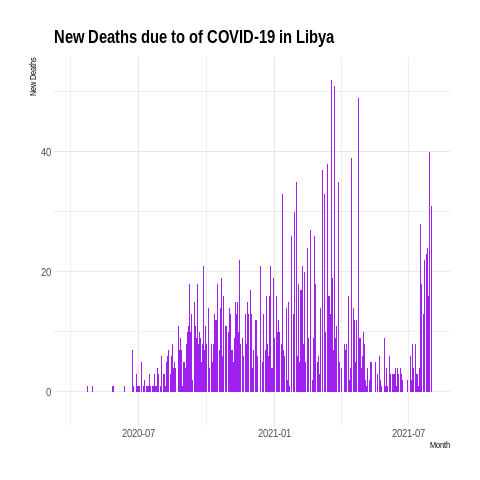 New Deaths due to of COVID-19 in Libya
New Deaths
40
20
0
2020-07
2021-01
2021-07
Month